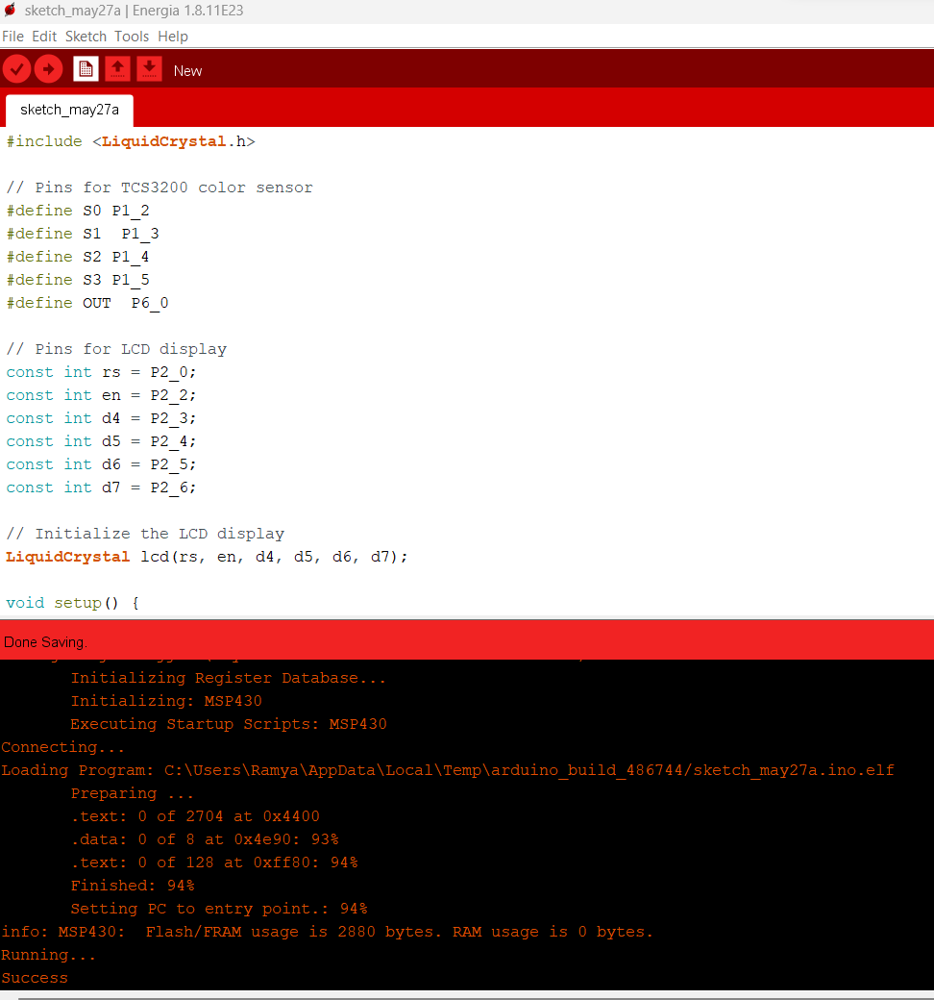 sketch_may27a | Energia 1.8.11E23
File Edit Sketch Tools Help
New
sketch_may27a
#include <LiquidCrystal.h>
// Pins for TCS3200 color sensor
#define S0 P1_2
#define S1  P1_3
#define S2 P1_4
#define S3 P1_5
#define OUT  P6_0
// Pins for LCD display
const int rs = P2_0;
const int en = P2_2;
const int d4 = P2_3;
const int d5 = P2_4;
const int d6 = P2_5;
const int d7 = P2_6;
// Initialize the LCD display
LiquidCrystal lcd(rs, en, d4, d5, d6, d7);
void setup() {
Done Saving.
Initializing Register Database...
Initializing: MSP430
Executing Startup Scripts: MSP430
Connecting...
Loading Program: C:\Users\Ramya\AppData\Local\Temp\arduino_build_486744/sketch_may27a.ino.elf
Preparing ...
.text: 0 of 2704 at 0x4400
.data: 0 of 8 at 0x4e90: 93%
.text: 0 of 128 at 0xff80: 94%
Finished: 94%
Setting PC to entry point.: 94%
info: MSP430:  Flash/FRAM usage is 2880 bytes. RAM usage is 0 bytes.
Running...
Success